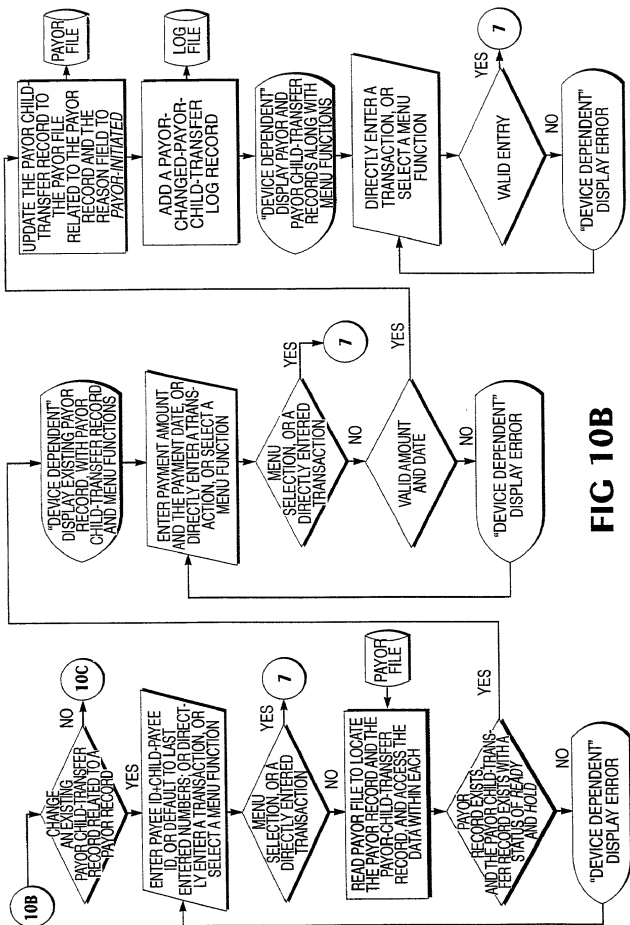 10B
CHANGE
AN EXISTING
PAYOR CHILD-TRANSFER
RECORD RELATED TO A
PAYOR RECORD
NO
10C
YES
ENTER PAYEE ID+CHILD-PAYEE
ID, OR DEFAULT TO LAST
ENTERED NUMBERS; OR DIRECT-
LY ENTER A TRANSACTION, OR
SELECT A MENU FUNCTION
MENU
SELECTION, OR A
DIRECTLY ENTERED
TRANSACTION
YES
7
NO
READ PAYOR FILE TO LOCATE
THE PAYOR RECORD AND THE
PAYOR-CHILD-TRANSFER
RECORD, AND ACCESS THE
DATA WITHIN EACH
PAYOR
FILE
PAYOR
RECORD EXISTS,
AND THE PAYOR CHILD-TRANS-
FER RECORD EXISTS WITH A
STATUS OF READY
AND HOLD
YES
NO
"DEVICE DEPENDENT"
DISPLAY ERROR
"DEVICE DEPENDENT"
DISPLAY EXISTING PAYOR
RECORD, WITH PAYOR
CHILD-TRANSFER RECORD
AND MENU FUNCTIONS
ENTER PAYMENT AMOUNT
AND THE PAYMENT DATE, OR
DIRECTLY ENTER A TRANS-
ACTION, OR SELECT A
MENU FUNCTION
MENU
SELECTION, OR A
DIRECTLY ENTERED
TRANSACTION
YES
7
NO
VALID AMOUNT
AND DATE
YES
NO
"DEVICE DEPENDENT"
DISPLAY ERROR
UPDATE THE PAYOR CHILD-
TRANSFER RECORD TO
THE PAYOR FILE
RELATED TO THE PAYOR
RECORD AND THE
REASON FIELD TO
PAYOR-INITIATED
PAYOR
FILE
ADD A PAYOR-
CHANGED-PAYOR-
CHILD-TRANSFER
LOG RECORD
LOG
FILE
"DEVICE DEPENDENT"
DISPLAY PAYOR AND
PAYOR CHILD-TRANSFER
RECORDS ALONG WITH
MENU FUNCTIONS
DIRECTLY ENTER A
TRANSACTION, OR
SELECT A MENU
FUNCTION
VALID ENTRY
YES
7
NO
"DEVICE DEPENDENT"
DISPLAY ERROR
FIG 10B